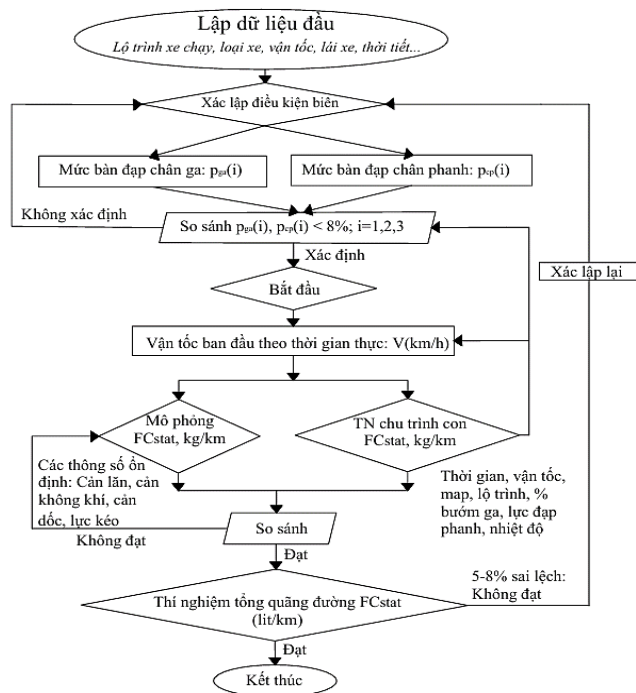 Lập dữ liệu đầu
Lộ trình xe chạy, loại xe, vận tốc, lái xe, thời tiết...
Xác lập điều kiện biên
Mức bàn đạp chân ga: pga(i)
Mức bàn đạp chân phanh: pcp(i)
Không xác định
So sánh pga(i), pcp(i) < 8%; i=1,2,3
Xác định
Xác lập lại
Bắt đầu
Vận tốc ban đầu theo thời gian thực: V(km/h)
Mô phỏng
FCstat, kg/km
TN chu trình con
FCstat, kg/km
Các thông số ổn
định: Cản lăn, cản
không khí, cản
dốc, lực kéo
Không đạt
Thời gian, vận tốc,
map, lộ trình, %
bướm ga, lực đạp
phanh, nhiệt độ
So sánh
Đạt
5-8% sai lệch:
Không đạt
Thí nghiệm tổng quãng đường FCstat
(lit/km)
Đạt
Kết thúc